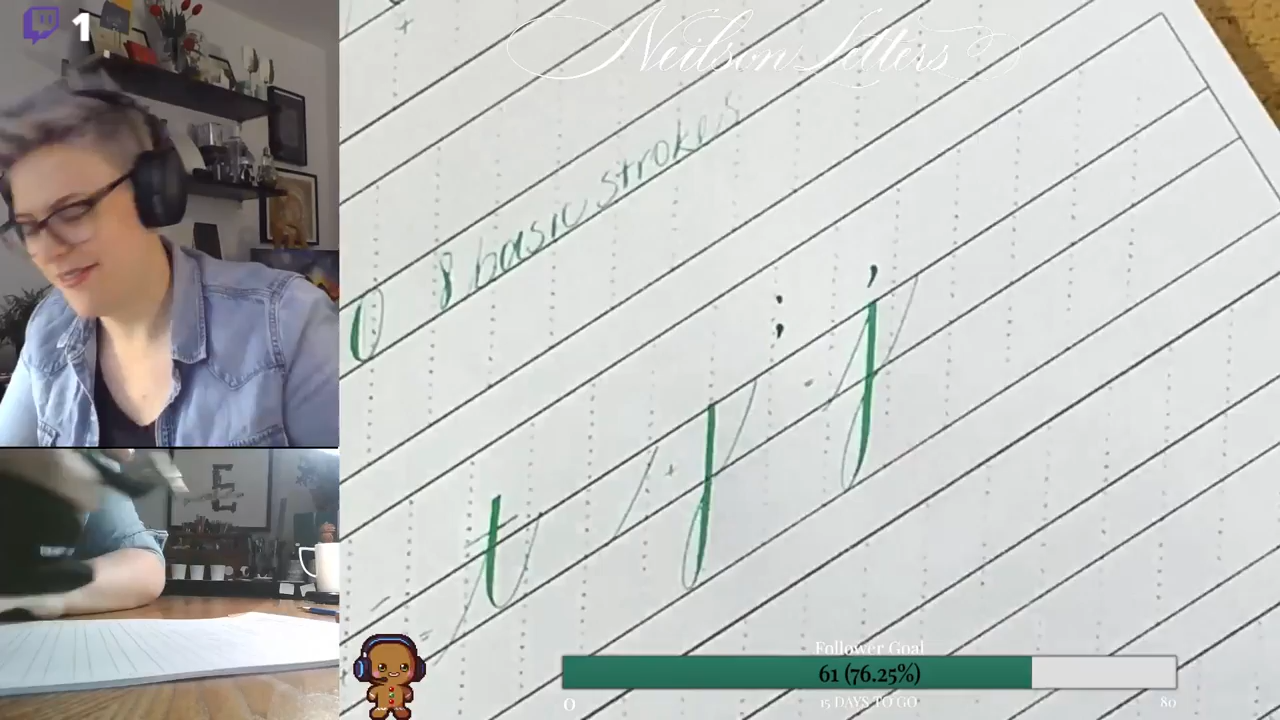 1
Neilson Letters
8 basic strokes
t
j
j
Follower Goal
61 (76.25%)
0
15 DAYS TO GO
80